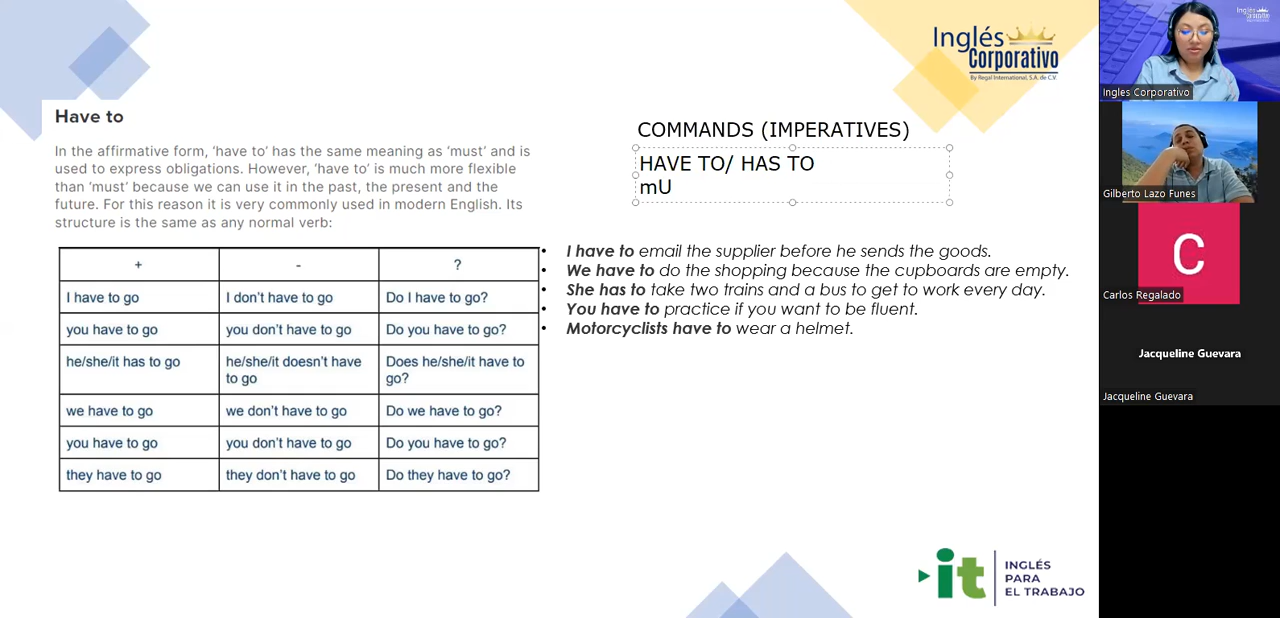 Inglés
Corporativo
By Regal International, S.A. de C.V.
Have to
In the affirmative form, ‘have to’ has the same meaning as ‘must’ and is
used to express obligations. However, ‘have to’ is much more flexible
than ‘must’ because we can use it in the past, the present and the
future. For this reason it is very commonly used in modern English. Its
structure is the same as any normal verb:
+ - ?
I have to go I don’t have to go Do I have to go?
you have to go you don’t have to go Do you have to go?
he/she/it has to go he/she/it doesn’t have Does he/she/it have to
to go go?
we have to go we don’t have to go Do we have to go?
you have to go you don’t have to go Do you have to go?
they have to go they don’t have to go Do they have to go?
COMMANDS (IMPERATIVES)
HAVE TO/ HAS TO
mU
• I have to email the supplier before he sends the goods.
• We have to do the shopping because the cupboards are empty.
• She has to take two trains and a bus to get to work every day.
• You have to practice if you want to be fluent.
• Motorcyclists have to wear a helmet.
it
INGLÉS
PARA
EL TRABAJO
Inglés
Ingles Corporativo
Gilberto Lazo Funes
C
Carlos Regalado
Jacqueline Guevara
Jacqueline Guevara